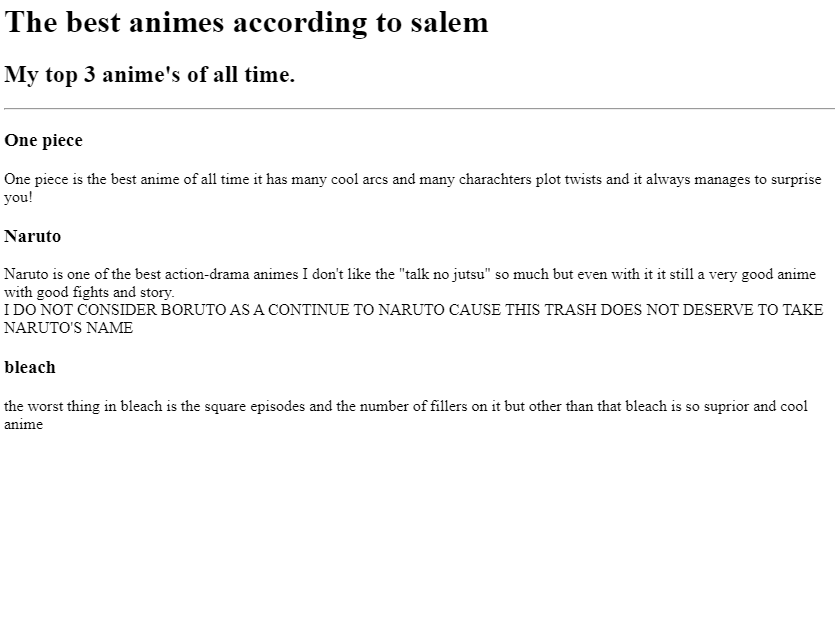 The best animes according to salem
My top 3 anime's of all time.
One piece
One piece is the best anime of all time it has many cool arcs and many charachters plot twists and it always manages to surprise
you!
Naruto
Naruto is one of the best action-drama animes I don't like the "talk no jutsu" so much but even with it it still a very good anime
with good fights and story.
I DO NOT CONSIDER BORUTO AS A CONTINUE TO NARUTO CAUSE THIS TRASH DOES NOT DESERVE TO TAKE
NARUTO'S NAME
bleach
the worst thing in bleach is the square episodes and the number of fillers on it but other than that bleach is so suprior and cool
anime